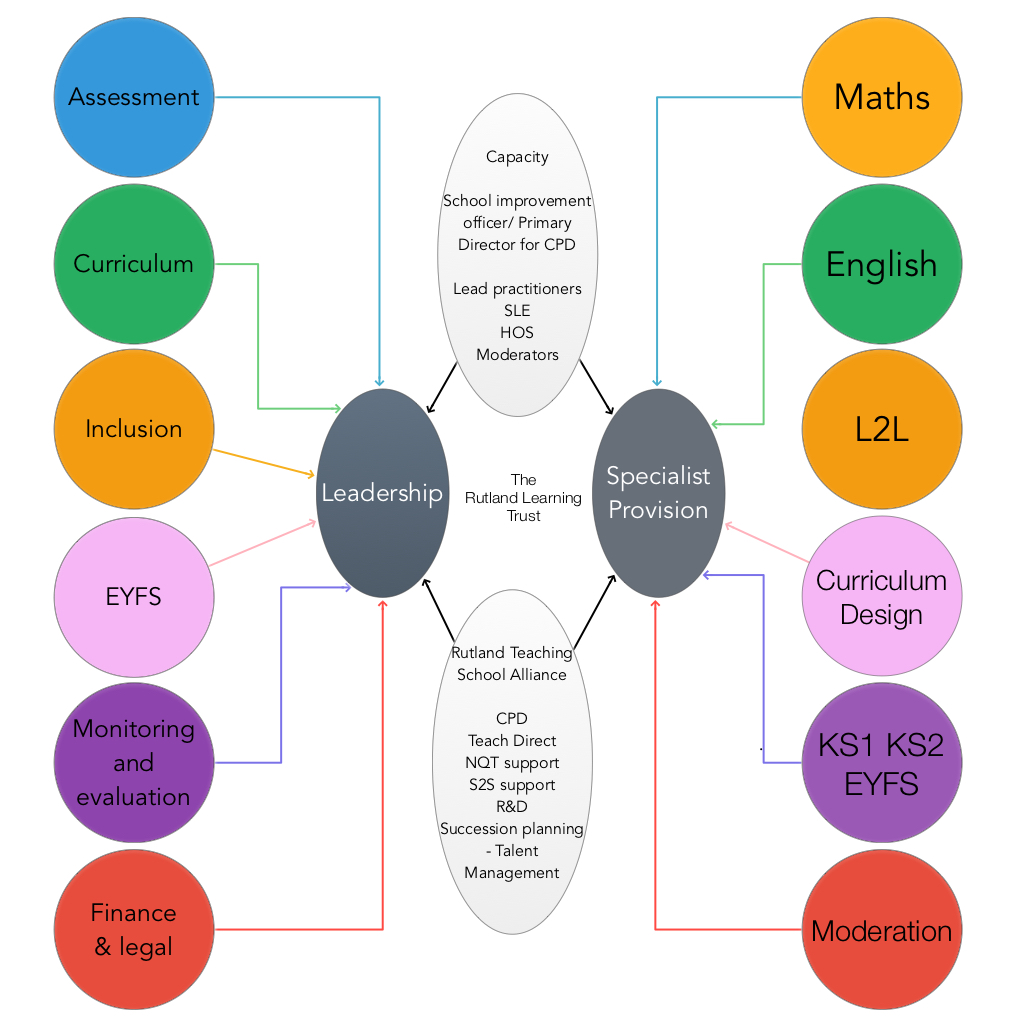 Assessment
Curriculum
Inclusion
EYFS
Monitoring
and
evaluation
Finance
& legal
Leadership
Capacity
School improvement
officer/ Primary
Director for CPD
Lead practitioners
SLE
HOS
Moderators
The
Rutland Learning
Trust
Rutland Teaching
School Alliance
CPD
Teach Direct
NQT support
S2S support
R&D
Succession planning
- Talent
Management
Specialist
Provision
Maths
English
L2L
Curriculum
Design
KS1 KS2
EYFS
Moderation